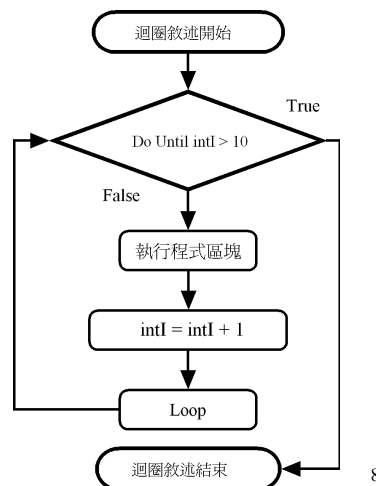 迴圈敘述開始
True
Do Until intI > 10
False
執行程式區塊
intI = intI + 1
Loop
迴圈敘述結束
8